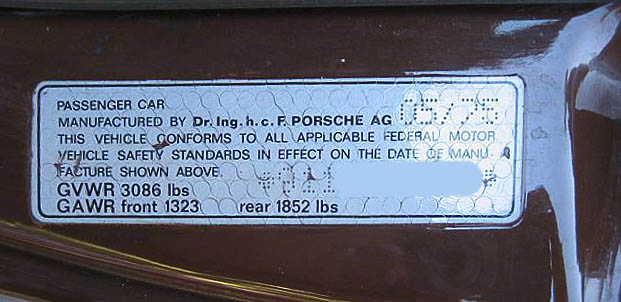 PASSENGER CAR
MANUFACTURED BY Dr. Ing. h. c. F. PORSCHE AG 05/75
THIS VEHICLE CONFORMS TO ALL APPLICABLE FEDERAL MOTOR
VEHICLE SAFETY STANDARDS IN EFFECT ON THE DATE OF MANU
FACTURE SHOWN ABOVE.
GVWR 3086 lbs
GAWR front 1323 rear 1852 lbs